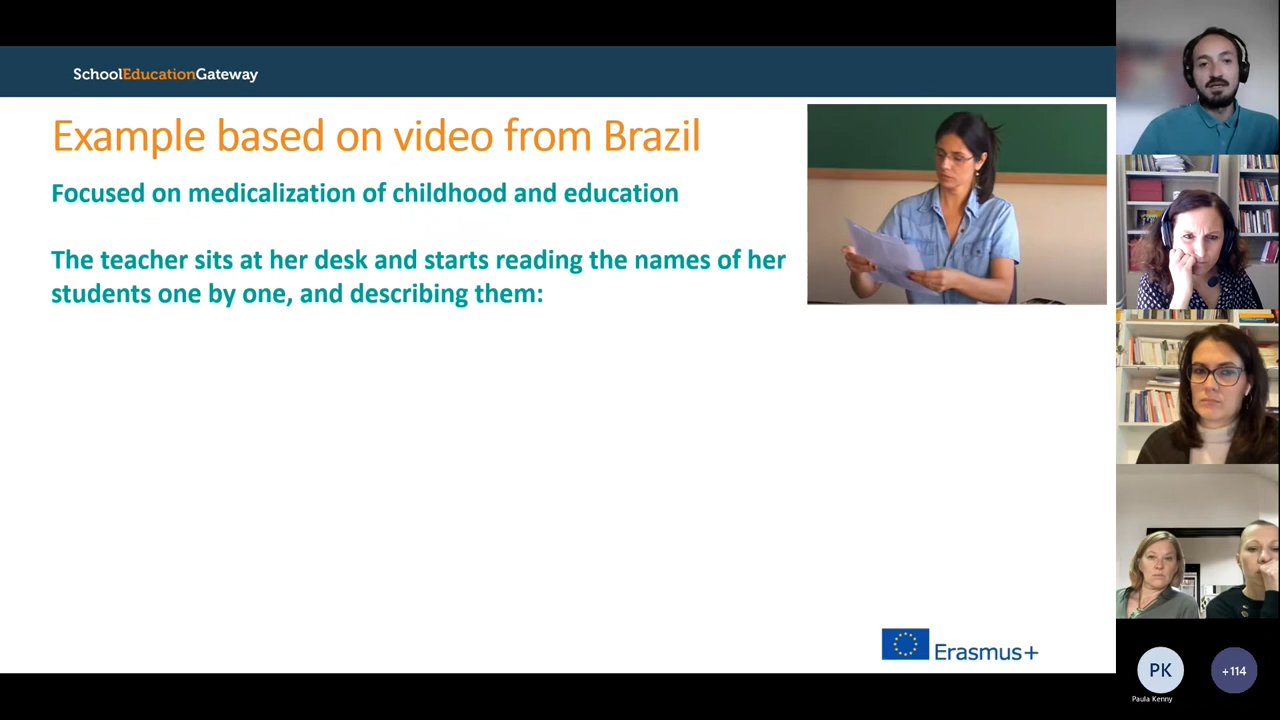 SchoolEducationGateway
Example based on video from Brazil
Focused on medicalization of childhood and education
The teacher sits at her desk and starts reading the names of her
students one by one, and describing them:
Erasmus+
PK
+114
Paula Kenny